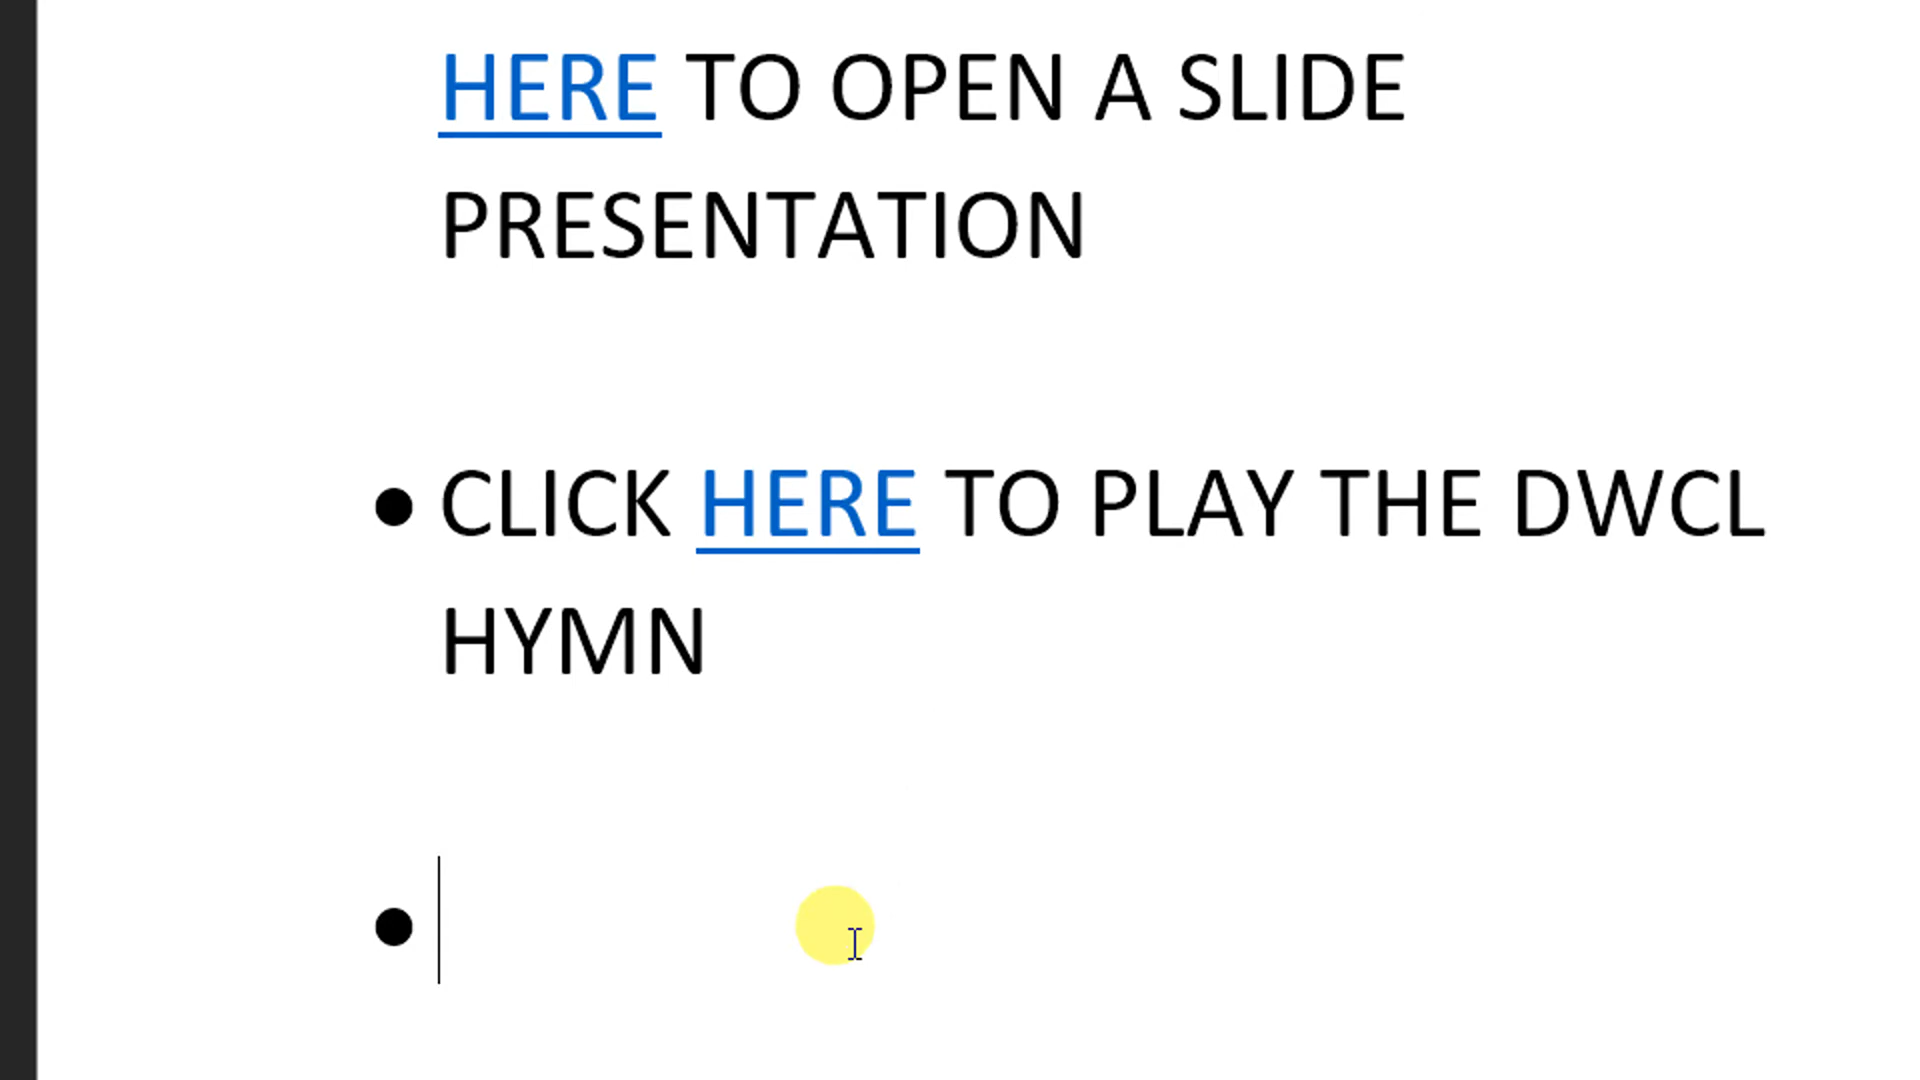 HERE TO OPEN A SLIDE
PRESENTATION
• CLICK HERE TO PLAY THE DWCL
HYMN
•